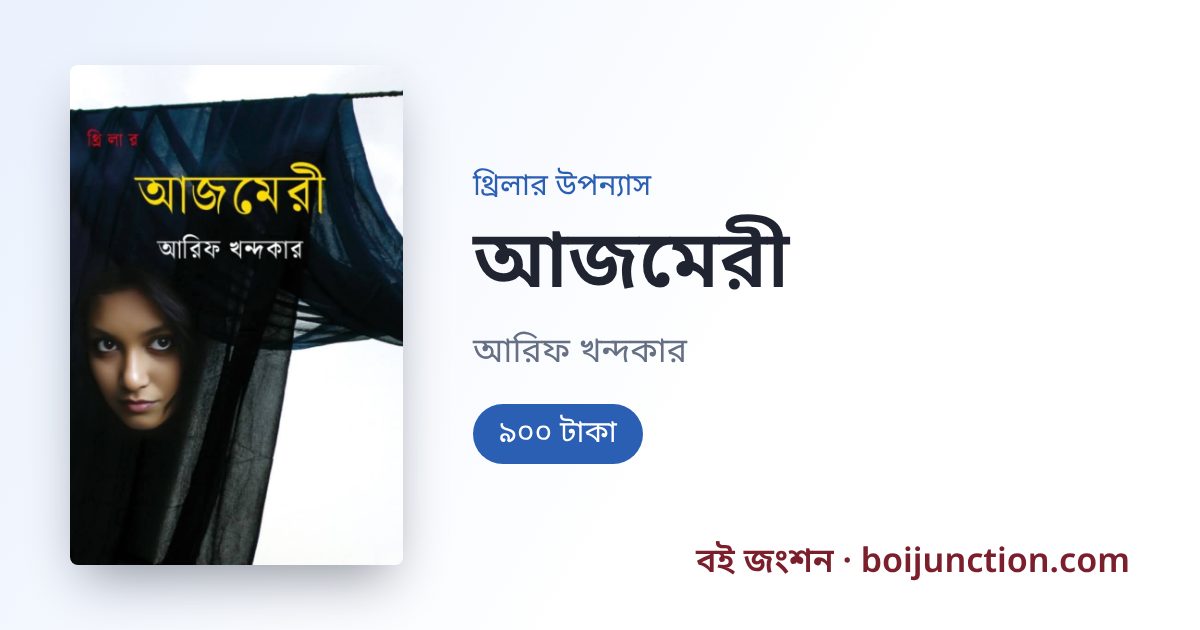 থ্রিলার
আজমেরী
আরিফ খন্দকার
থ্রিলার উপন্যাস
আজমেরী
আরিফ খন্দকার
৯০০ টাকা
বই জংশন · boijunction.com